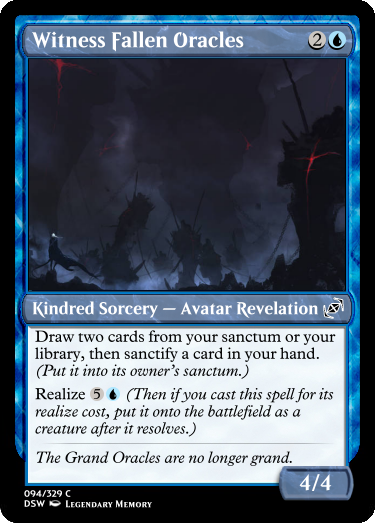 Witness Fallen Oracles 2
Kindred Sorcery — Avatar Revelation
Draw two cards from your sanctum or your
library, then sanctify a card in your hand.
(Put it into its owner's sanctum.)
Realize 5 (Then if you cast this spell for its
realize cost, put it onto the battlefield as a
creature after it resolves.)
The Grand Oracles are no longer grand.
4/4
094/329 C
DSW Legendary Memory